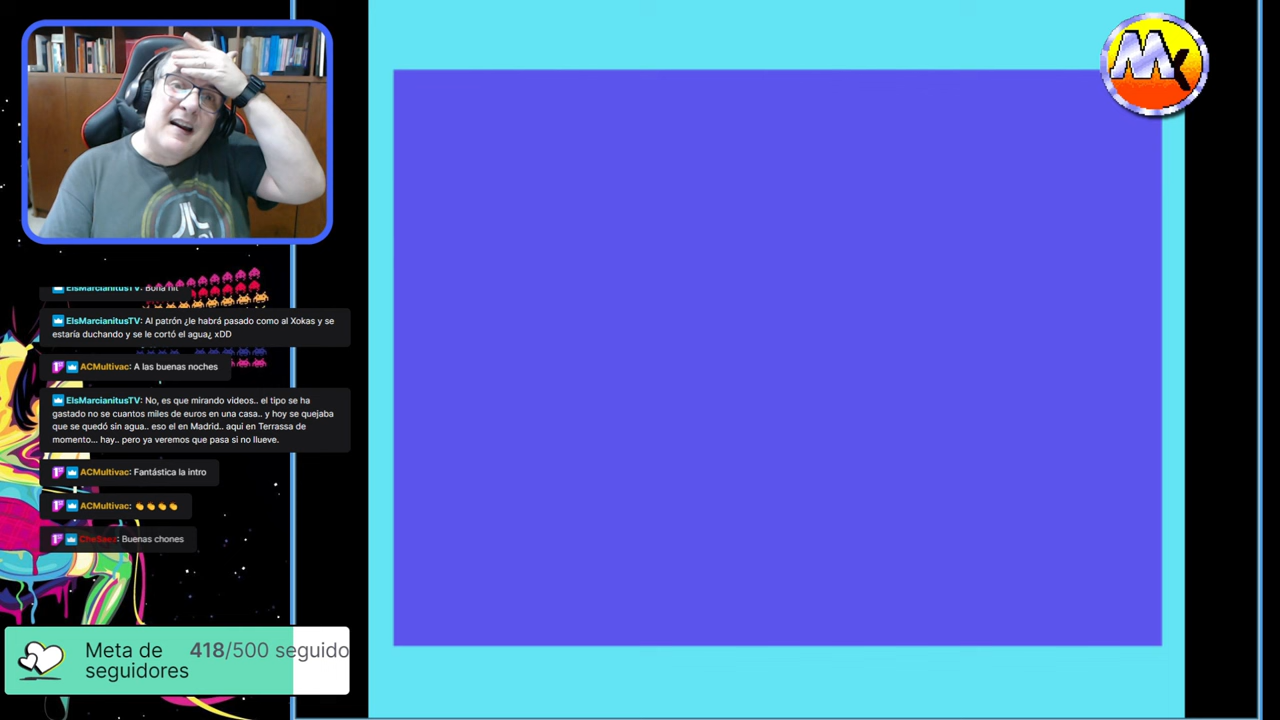 MK
ElsMarcianitusTV: Bona nit
ElsMarcianitusTV: Al patrón ¿le habrá pasado como al Xokas y se
estaría duchando y se le cortó el agua¿ xDD
ACMultivac: A las buenas noches
ElsMarcianitusTV: No, es que mirando videos.. el tipo se ha
gastado no se cuantos miles de euros en una casa.. y hoy se quejaba
que se quedó sin agua.. eso el en Madrid.. aqui en Terrassa de
momento... hay.. pero ya veremos que pasa si no llueve.
ACMultivac: Fantástica la intro
ACMultivac: 👏👏👏👏
: Buenas chones
Meta de
seguidores
418/500 seguido